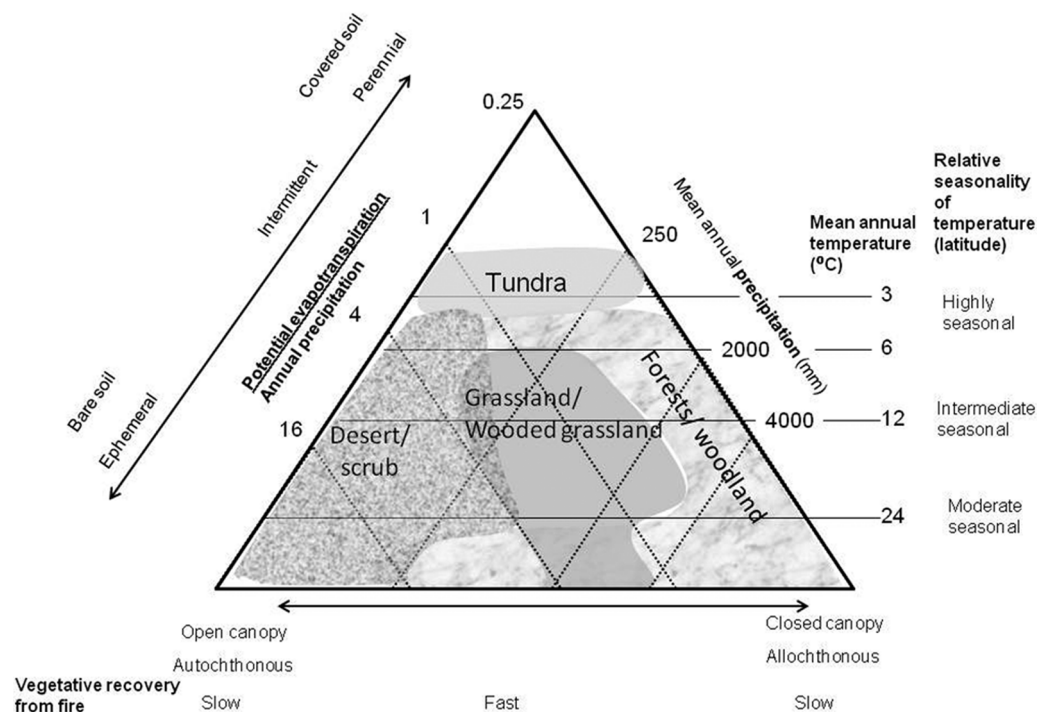 Covered soil
Perennial
Intermittent
Bare soil
Ephemeral
Potential evapotranspiration
Annual precipitation
0.25
1
4
16
250
2000
4000
Mean annual precipitation (mm)
Mean annual
temperature
(⁰C)
3
6
12
24
Relative
seasonality
of
temperature
(latitude)
Highly
seasonal
Intermediate
seasonal
Moderate
seasonal
Tundra
Grassland/
Wooded grassland
Desert/
scrub
Forests/ woodland
Open canopy
Autochthonous
Closed canopy
Allochthonous
Vegetative recovery
from fire
Slow
Fast
Slow